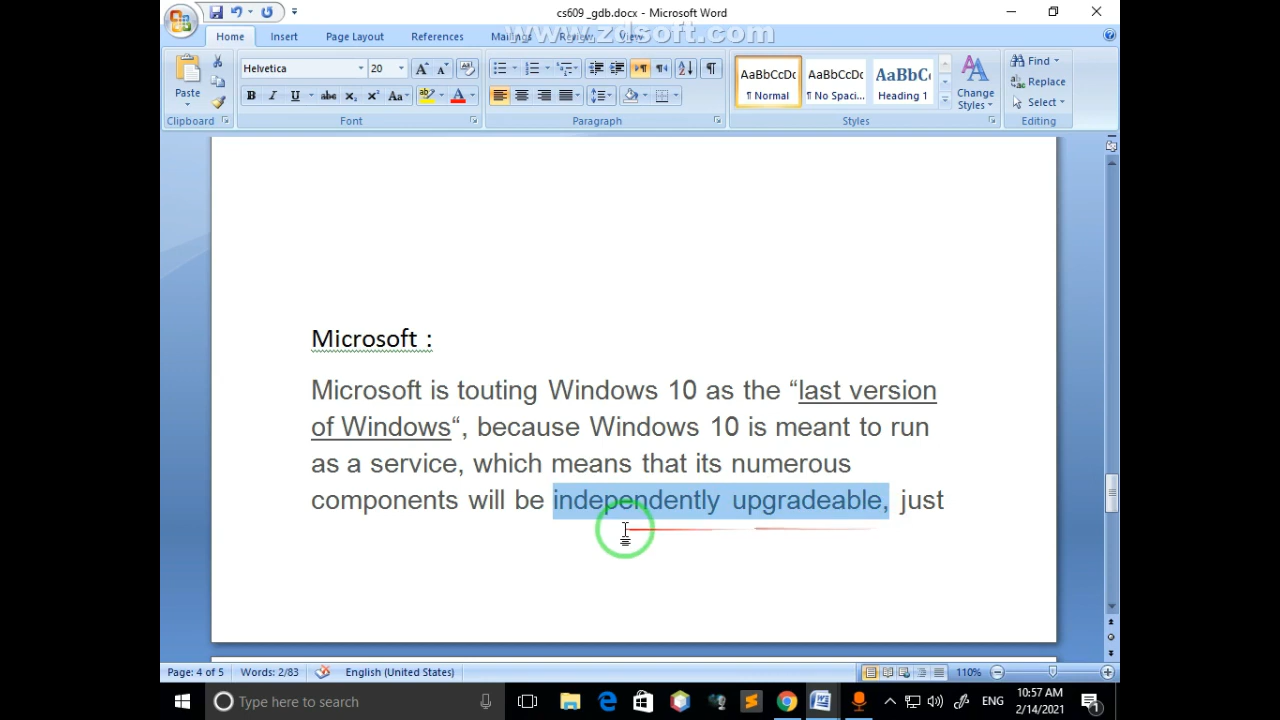 cs609 _gdb.docx - Microsoft Word
Home Insert Page Layout References Mailings Review View
www.zdsoft.com
Paste
Helvetica 20
AaBbCcDc AaBbCcDc AaBbC
¶ Normal ¶ No Spaci... Heading 1
Change Styles
Find
Replace
Select
Clipboard Font Paragraph Styles Editing
Microsoft :
Microsoft is touting Windows 10 as the “last version
of Windows“, because Windows 10 is meant to run
as a service, which means that its numerous
components will be independently upgradeable, just
Page: 4 of 5 Words: 2/83 English (United States) 110%
Type here to search
ENG
10:57 AM
2/14/2021